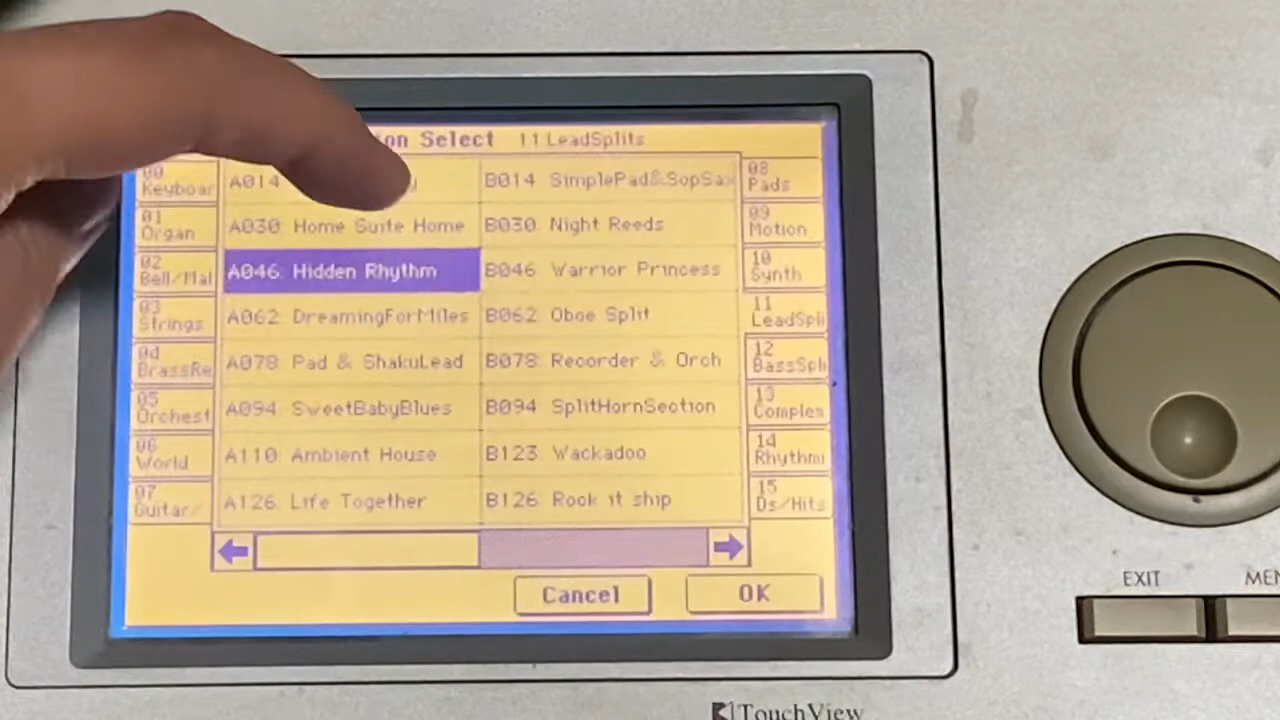 on Select 11 LeadSplits
00 Keyboar
01 Organ
02 Bell/Mal
03 Strings
04 BrassRe
05 Orchest
06 World
07 Guitar/
A014
A030: Home Suite Home
A046: Hidden Rhythm
A062: DreamingForMiles
A078: Pad & ShakuLead
A094: SweetBabyBlues
A110: Ambient House
A126: Life Together
B014: SimplePad&SopSax
B030: Night Reeds
B046: Warrior Princess
B062: Oboe Split
B078: Recorder & Orch
B094: SplitHornSection
B123: Wackadoo
B126: Rock it ship
08 Pads
09 Motion
10 Synth
11 LeadSpli
12 BassSpli
13 Complex
14 Rhythmi
15 Ds/Hits
Cancel
OK
EXIT
MEN
TouchView